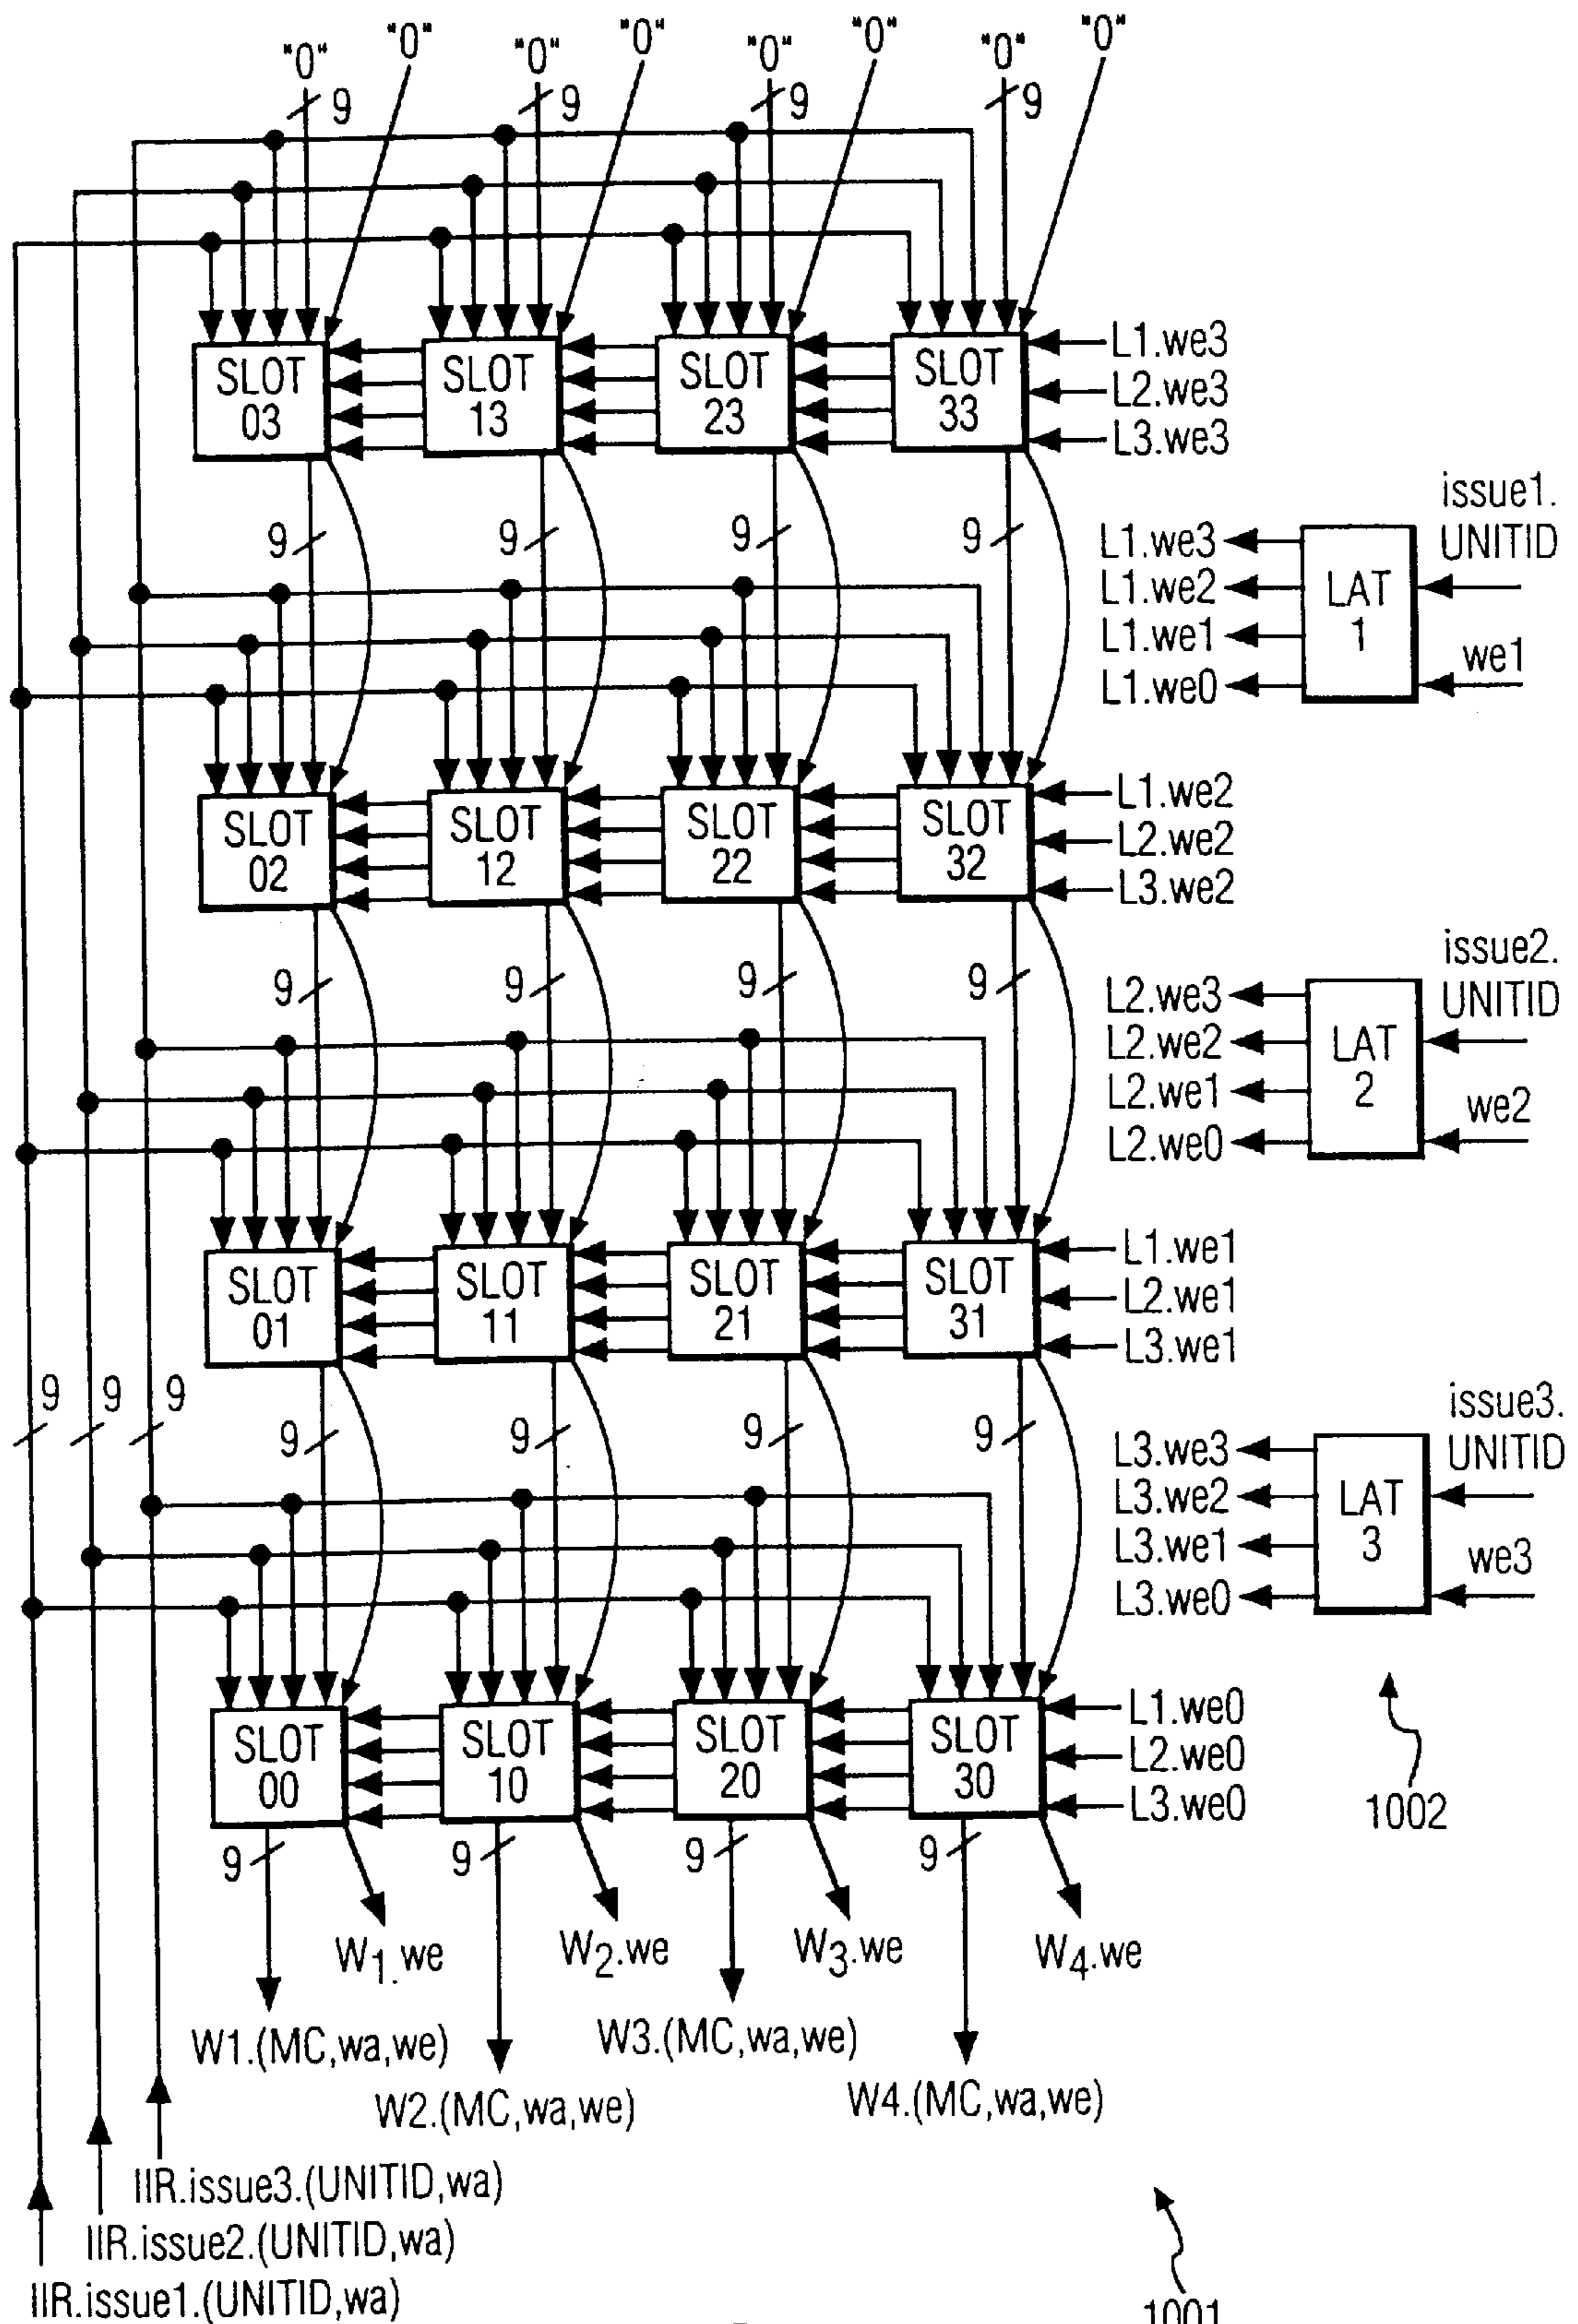 "0" "0" "0" "0" "0" "0" "0" "0"
9 9 9 9
SLOT 03
SLOT 13
SLOT 23
SLOT 33
L1.we3
L2.we3
L3.we3
9 9 9 9
L1.we3
L1.we2
L1.we1
L1.we0
LAT 1
issue1.
UNITID
we1
SLOT 02
SLOT 12
SLOT 22
SLOT 32
L1.we2
L2.we2
L3.we2
9 9 9 9
L2.we3
L2.we2
L2.we1
L2.we0
LAT 2
issue2.
UNITID
we2
SLOT 01
SLOT 11
SLOT 21
SLOT 31
L1.we1
L2.we1
L3.we1
9 9 9
9 9 9 9
L3.we3
L3.we2
L3.we1
L3.we0
LAT 3
issue3.
UNITID
we3
SLOT 00
SLOT 10
SLOT 20
SLOT 30
L1.we0
L2.we0
L3.we0
1002
9 9 9 9
W1.we
W2.we
W3.we
W4.we
W1.(MC,wa,we)
W2.(MC,wa,we)
W3.(MC,wa,we)
W4.(MC,wa,we)
IIR.issue3.(UNITID,wa)
IIR.issue2.(UNITID,wa)
IIR.issue1.(UNITID,wa)
1001